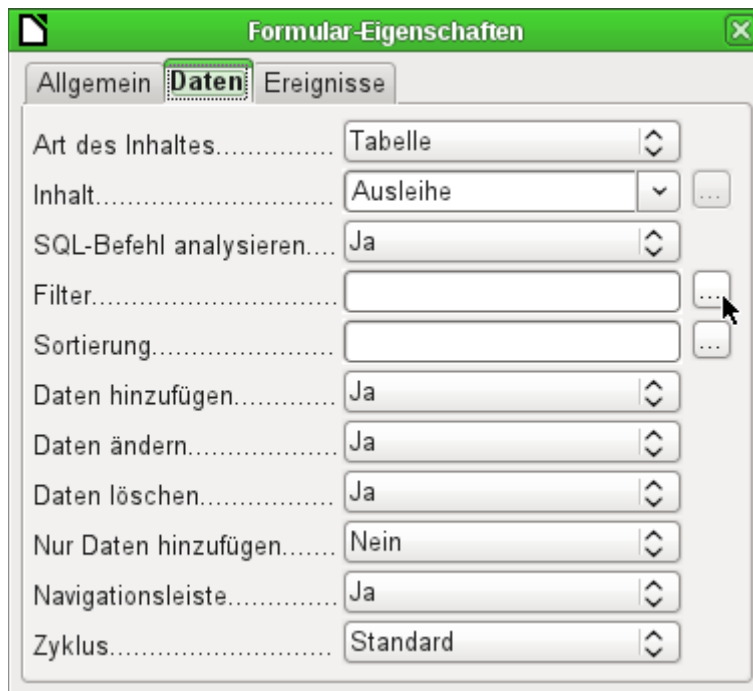 Formular-Eigenschaften
Allgemein Daten Ereignisse
Art des Inhaltes............... Tabelle
Inhalt............................ Ausleihe ...
SQL-Befehl analysieren.... Ja
Filter............................ ...
Sortierung..................... ...
Daten hinzufügen............. Ja
Daten ändern.................. Ja
Daten löschen................. Ja
Nur Daten hinzufügen....... Nein
Navigationsleiste............. Ja
Zyklus........................... Standard